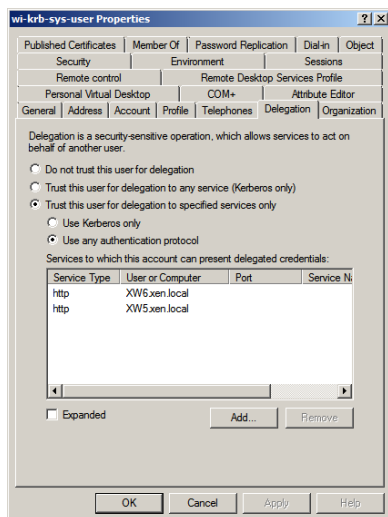 wi-krb-sys-user Properties
Published Certificates Member Of Password Replication Dial-in Object
Security Environment Sessions
Remote control Remote Desktop Services Profile
Personal Virtual Desktop COM+ Attribute Editor
General Address Account Profile Telephones Delegation Organization
Delegation is a security-sensitive operation, which allows services to act on
behalf of another user.
Do not trust this user for delegation
Trust this user for delegation to any service (Kerberos only)
Trust this user for delegation to specified services only
Use Kerberos only
Use any authentication protocol
Services to which this account can present delegated credentials:
Service Type User or Computer Port Service Na
http XW6.xen.local
http XW5.xen.local
Expanded Add... Remove
OK Cancel Apply Help